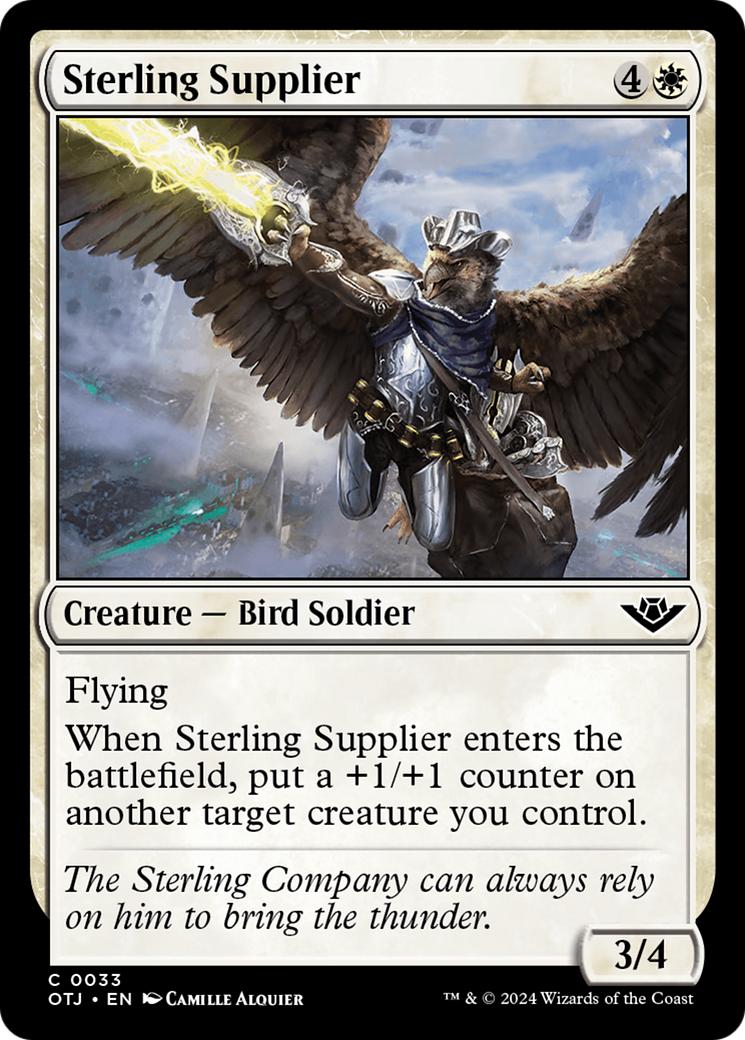 Sterling Supplier 4
Creature — Bird Soldier
Flying
When Sterling Supplier enters the
battlefield, put a +1/+1 counter on
another target creature you control.
The Sterling Company can always rely
on him to bring the thunder.
3/4
C 0033
OTJ • EN Camille Alquier
™ & © 2024 Wizards of the Coast